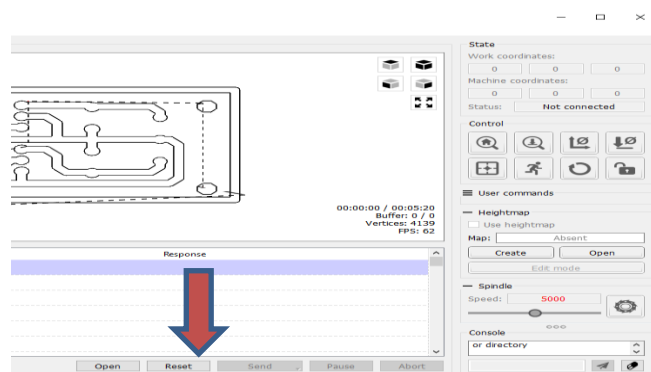 State
Work coordinates:
0 0 0
Machine coordinates:
0 0 0
Status: Not connected
Control
User commands
00:00:00 / 00:05:20
Buffer: 0 / 0
Vertices: 4139
FPS: 62
Heightmap
Use heightmap
Map: Absent
Create Open
Edit mode
Response
Spindle
Speed: 5000
Console
or directory
Open Reset Send Pause Abort